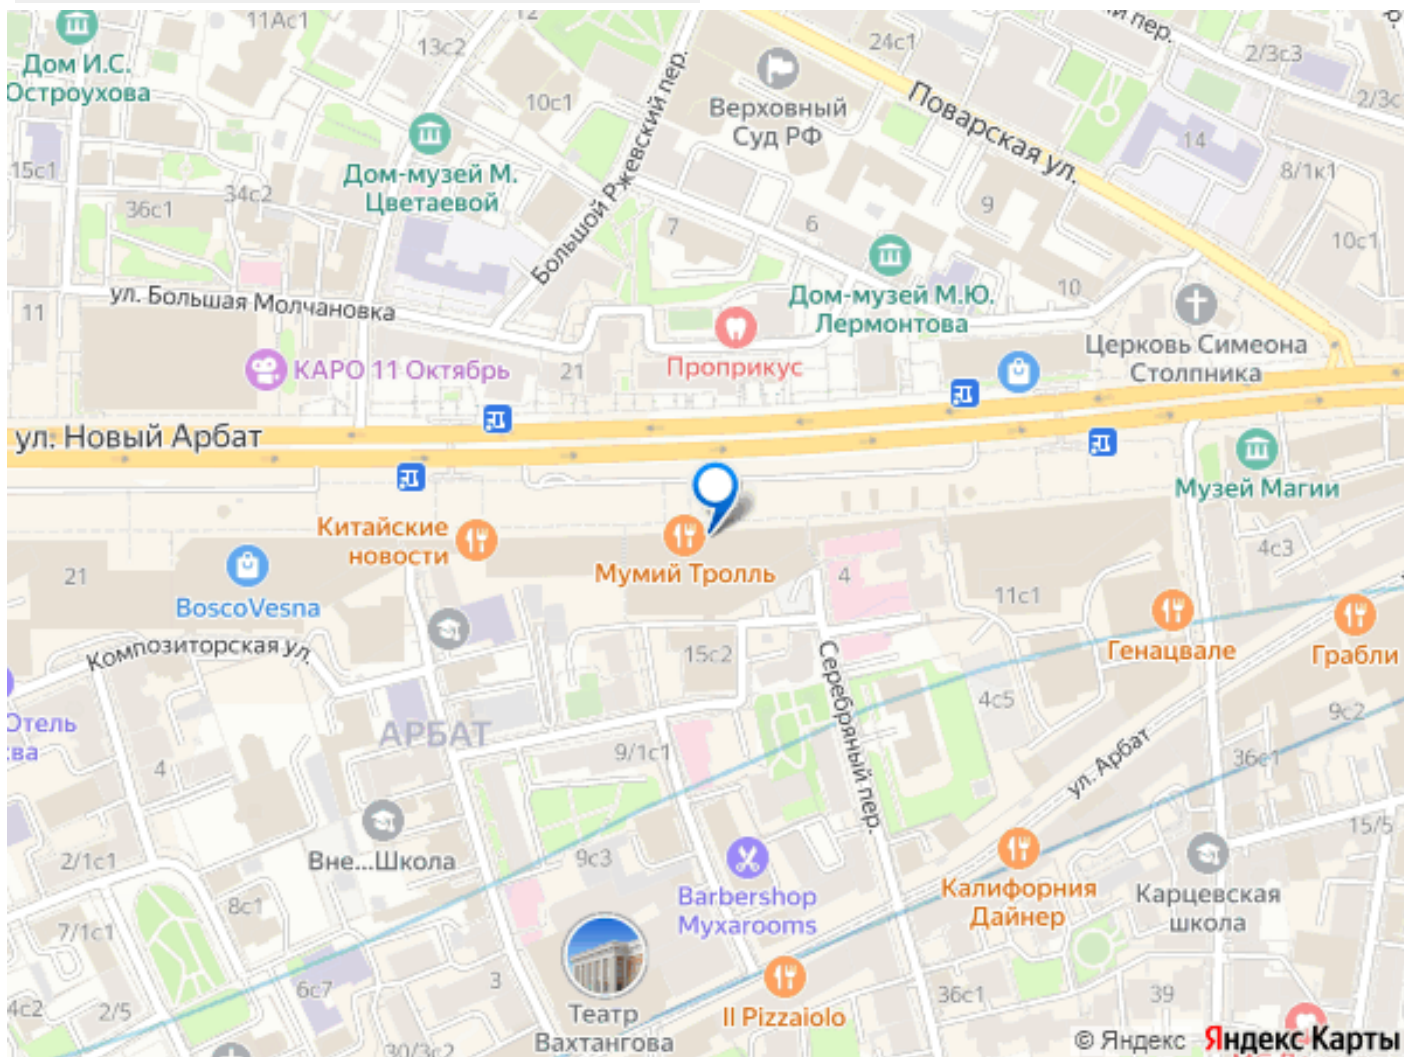 11Ас1
12
пер.
24с1
13с2
2/3с3
Дом И.С.
Остроухова
10с1
Верховный
Суд РФ
Поварская ул.
2/3с
14
15с1
Дом-музей М.
Цветаевой
Большой Ржевский пер.
8/1к1
34с2
36с1
7
6
9
10с1
11
ул. Большая Молчановка
Дом-музей М.Ю.
Лермонтова
10
Церковь Симеона
Столпника
КАРО 11 Октябрь
21
Проприкус
ул. Новый Арбат
Музей Магии
Китайские
новости
Мумий Тролль
4с3
21
BoscoVesna
4
11с1
Композиторская ул.
15с2
Серебряный пер.
Генацвале
Грабли
Отель
ва
АРБАТ
4с5
9с2
4
9/1с1
ул. Арбат
36с1
15/5
2/1с1
Вне...Школа
9с3
Barbershop
Myxarooms
Калифорния
Дайнер
Карцевская
школа
8с1
7/1с1
6с7
3
4с2
2/5
Театр
Вахтангова
Il Pizzaiolo
36с1
39
30/3с2
© Яндекс Яндекс Карты